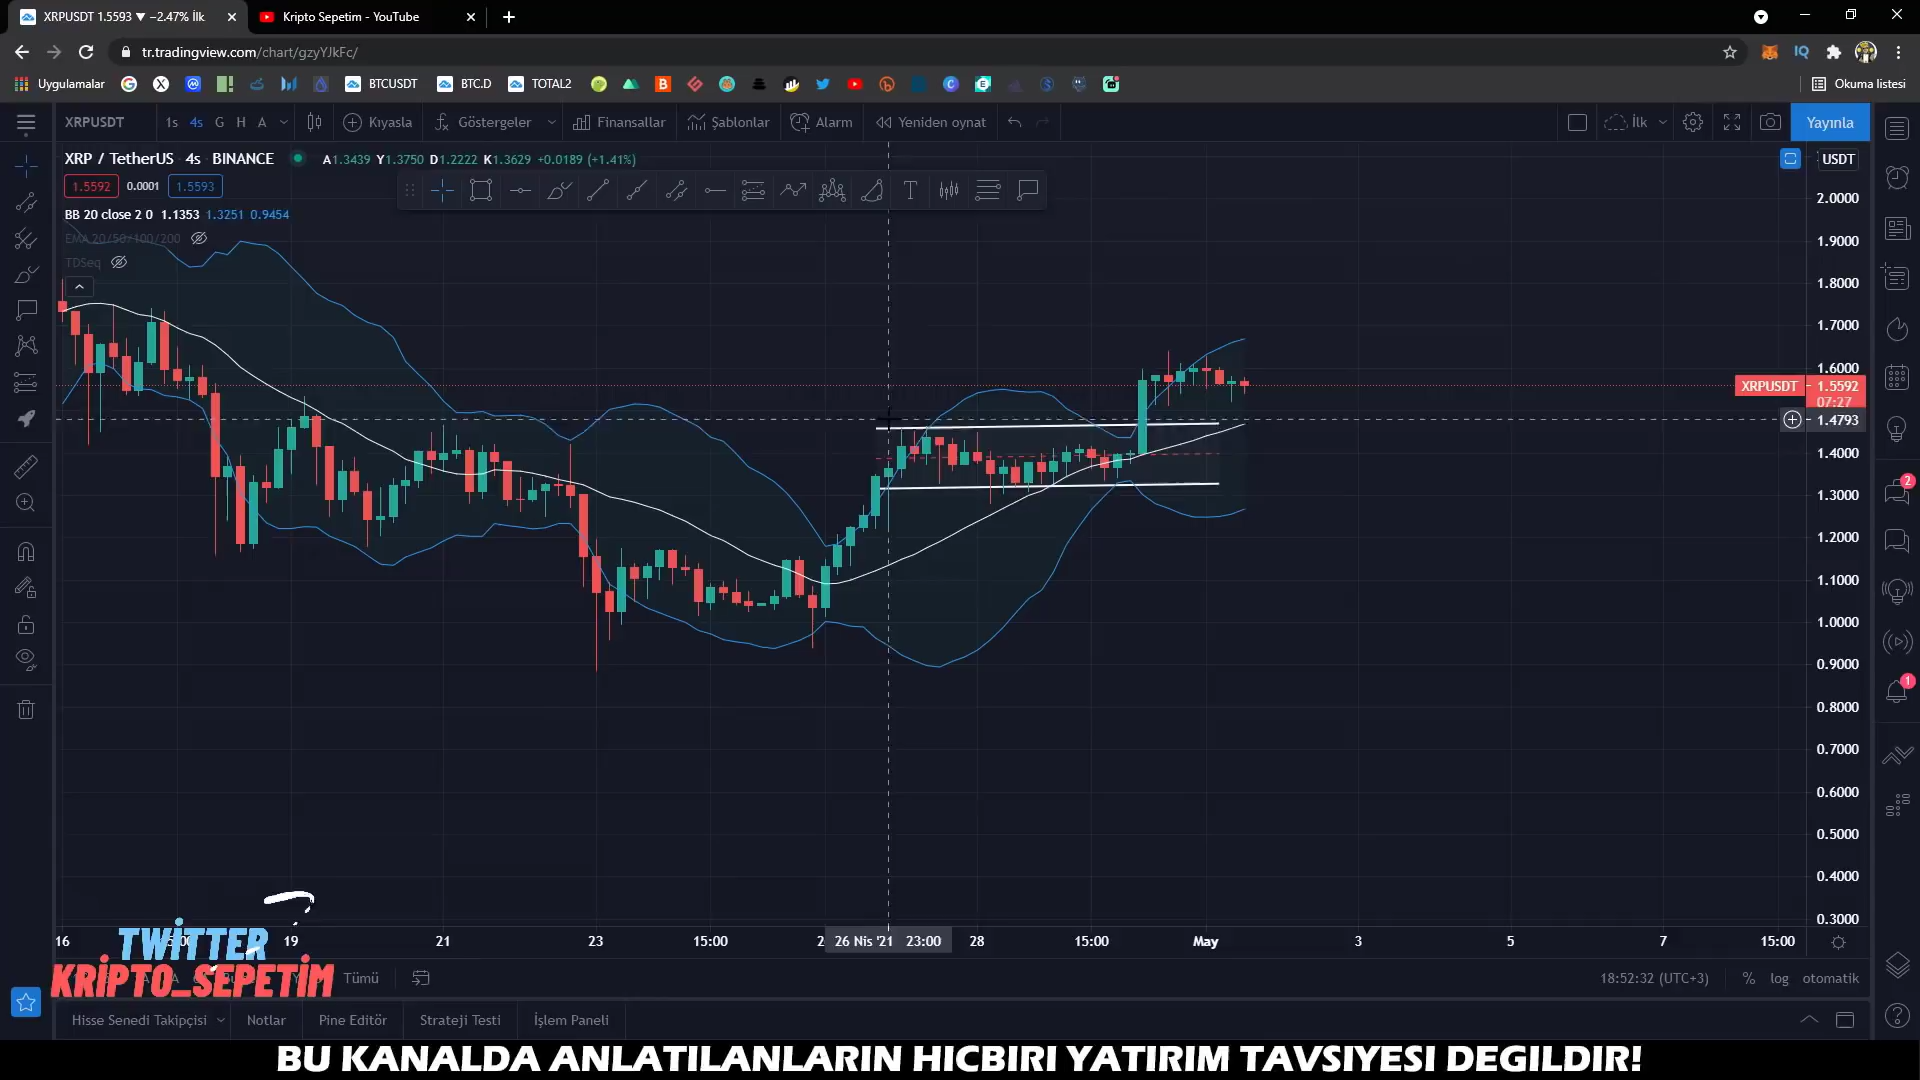 XRPUSDT 1.5593 ▼ −2.47% İlk
Kripto Sepetim - YouTube
tr.tradingview.com/chart/gzyYJkFc/
Uygulamalar
BTCUSDT
BTC.D
TOTAL2
Okuma listesi
XRPUSDT
1s 4s G H A
Kıyasla
Göstergeler
Finansallar
Şablonlar
Alarm
Yeniden oynat
İlk
Yayınla
XRP / TetherUS 4s BINANCE
A1.3439 Y1.3750 D1.2222 K1.3629 +0.0189 (+1.41%)
USDT
1.5592 0.0001 1.5593
BB 20 close 2 0 1.1353 1.3251 0.9454
EMA 20/50/100/200
TDSeq
2.0000
1.9000
1.8000
1.7000
1.6000
XRPUSDT 1.5592
07:27
1.4793
1.4000
1.3000
1.2000
1.1000
1.0000
0.9000
0.8000
0.7000
0.6000
0.5000
0.4000
0.3000
2
1
16 19 21 23 15:00 2 26 Nis '21 23:00 28 15:00 May 3 5 7 15:00
TWİTTER
KRİPTO_SEPETİM
Tümü
18:52:32 (UTC+3)
% log otomatik
Hisse Senedi Takipçisi
Notlar
Pine Editör
Strateji Testi
İşlem Paneli
BU KANALDA ANLATILANLARIN HICBIRI YATIRIM TAVSIYESI DEGILDIR!